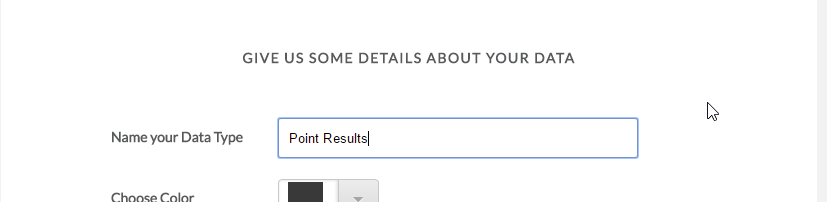 GIVE US SOME DETAILS ABOUT YOUR DATA
Name your Data Type
Point Results
Choose Color